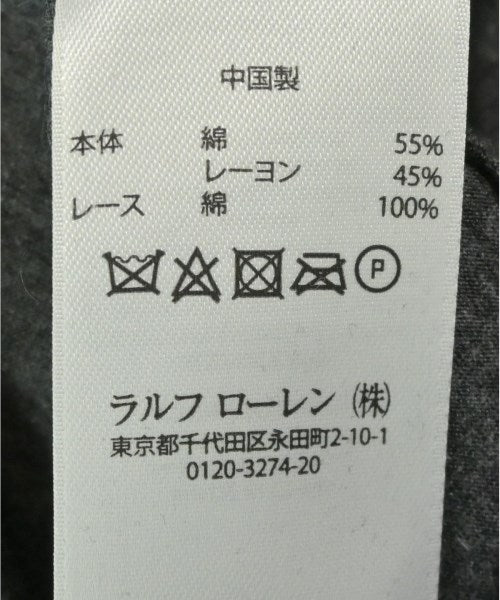 中国製
本体 綿 55%
レーヨン 45%
レース 綿 100%
P
ラルフ ローレン (株)
東京都千代田区永田町2-10-1
0120-3274-20